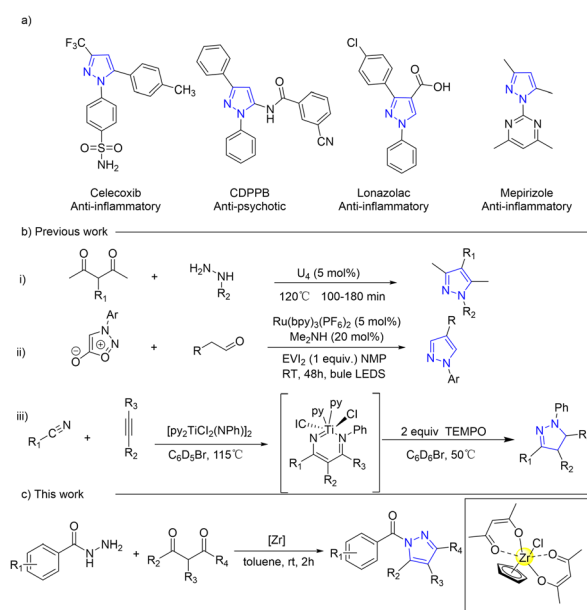 a)
F₃C
N
N
CH₃
O=S=O
NH₂
Celecoxib
Anti-inflammatory
O
N
N
N
H
CN
CDPPB
Anti-psychotic
Cl
O
OH
N
N
Lonazolac
Anti-inflammatory
N
N
N
N
Mepirizole
Anti-inflammatory
b) Previous work
i)
O O
R₁
+
H₂N
N
H
R₂
U₄ (5 mol%)
120℃ 100-180 min
R₁
N
N
R₂
ii)
Ar
N
N
O
O
+
R
O
Ru(bpy)₃(PF₆)₂ (5 mol%)
Me₂NH (20 mol%)
EVI₂ (1 equiv.) NMP
RT, 48h, bule LEDS
R
N
N
Ar
iii)
R₁
N
+
R₃
R₂
[py₂TiCl₂(NPh)]₂
C₆D₅Br, 115℃
py
py
Cl
ICl
Ti
N
N
Ph
R₁
R₂
R₃
2 equiv TEMPO
C₆D₆Br, 50℃
Ph
N
N
R₁
R₄
R
c) This work
R₁
O
N
H
NH₂
+
O O
R₂
R₃
R₄
[Zr]
toluene, rt, 2h
R₁
O
N
N
R₂
R₃
R₄
O
O
Cl
Zr
O
O